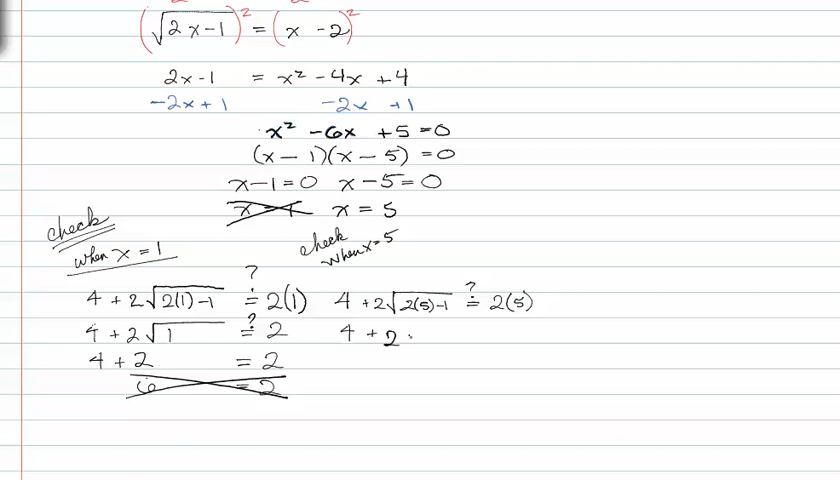 (√2x-1)² = (x -2)²
2x-1 = x² -4x +4
-2x+1 -2x +1
x² -6x +5 =0
(x- 1)(x- 5) =0
x-1=0 x-5=0
x=1 x=5
check
when x=1
check
when x=5
4+2√2(1)-1 ?= 2(1) 4+2√2(5)-1 ?= 2(5)
4+2√1 ?= 2 4+2
4+2 = 2
6 = 2